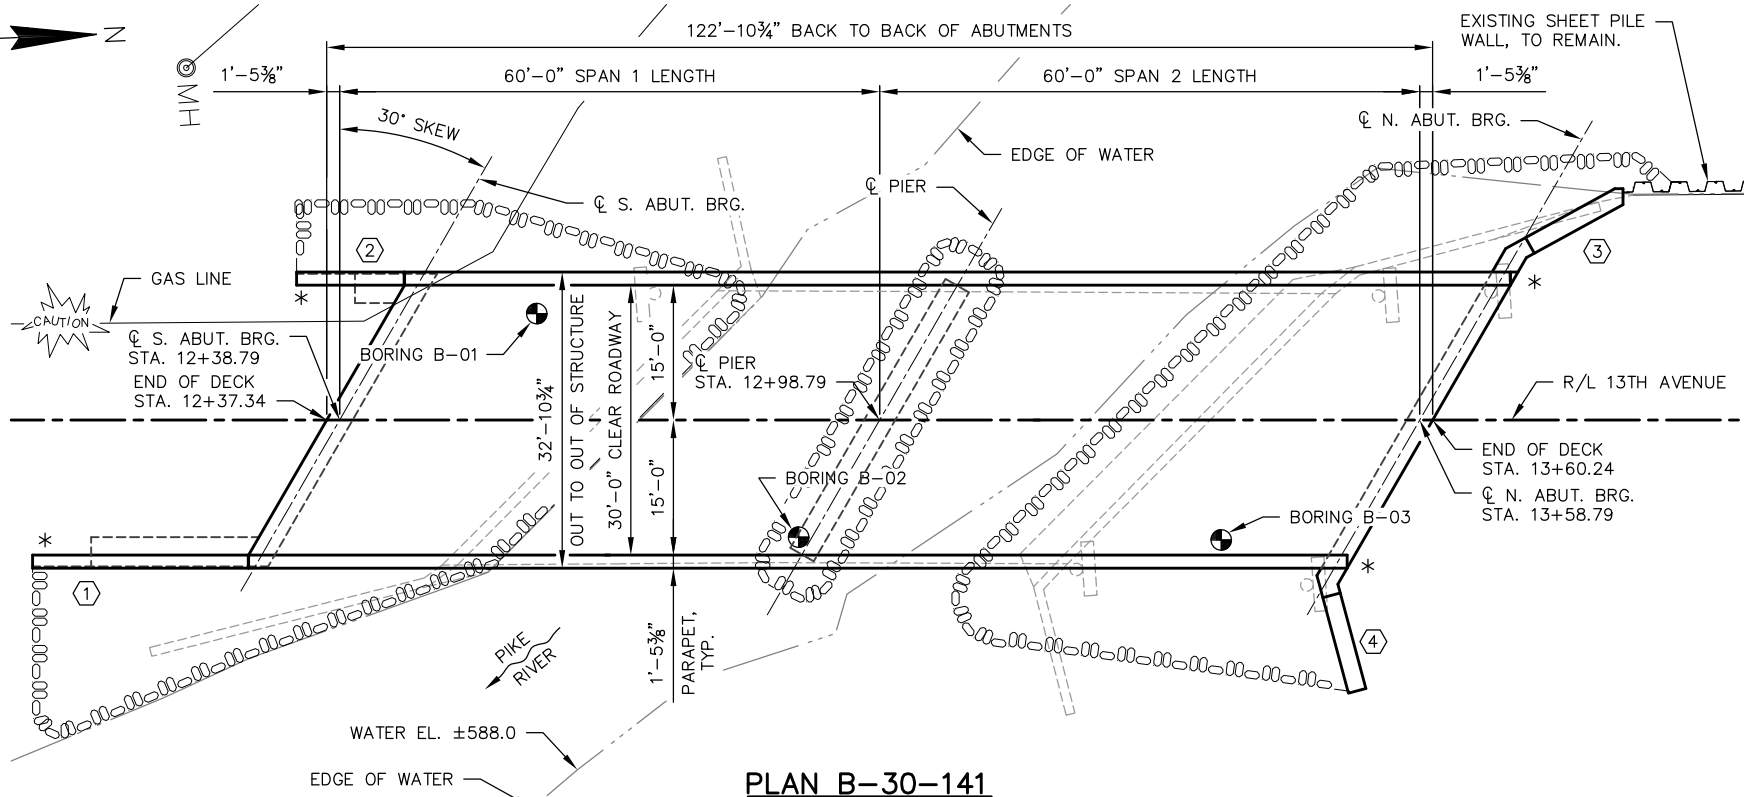 EXISTING SHEET PILE
WALL, TO REMAIN.
122'-10¾" BACK TO BACK OF ABUTMENTS
N
MH
1'-5⅜"
60'-0" SPAN 1 LENGTH
60'-0" SPAN 2 LENGTH
1'-5⅜"
30° SKEW
℄ N. ABUT. BRG.
EDGE OF WATER
℄ PIER
℄ S. ABUT. BRG.
2
3
GAS LINE
*
*
CAUTION
℄ S. ABUT. BRG.
STA. 12+38.79
END OF DECK
STA. 12+37.34
BORING B-01
32'-10¾"
OUT TO OUT OF STRUCTURE
30'-0" CLEAR ROADWAY
15'-0"
15'-0"
℄ PIER
STA. 12+98.79
R/L 13TH AVENUE
END OF DECK
STA. 13+60.24
℄ N. ABUT. BRG.
STA. 13+58.79
BORING B-02
BORING B-03
*
*
1
4
PIKE
RIVER
1'-5⅜"
PARAPET,
TYP.
WATER EL. ±588.0
EDGE OF WATER
PLAN B-30-141